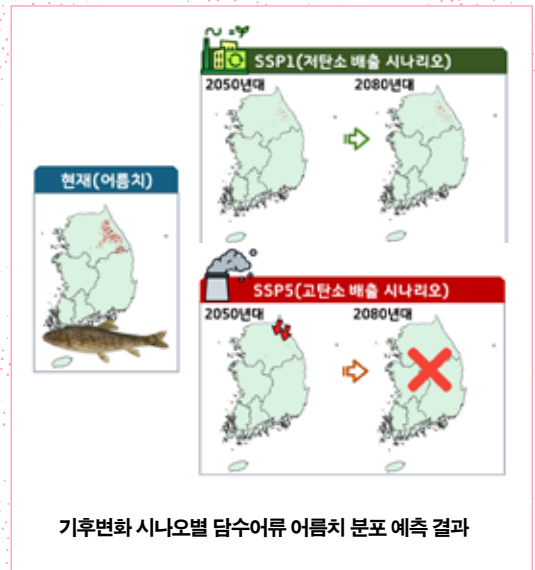 SSP1(저탄소 배출 시나리오)
2050년대
2080년대
현재(어름치)
SSP5(고탄소 배출 시나리오)
2050년대
2080년대
기후변화 시나오별 담수어류 어름치 분포 예측 결과